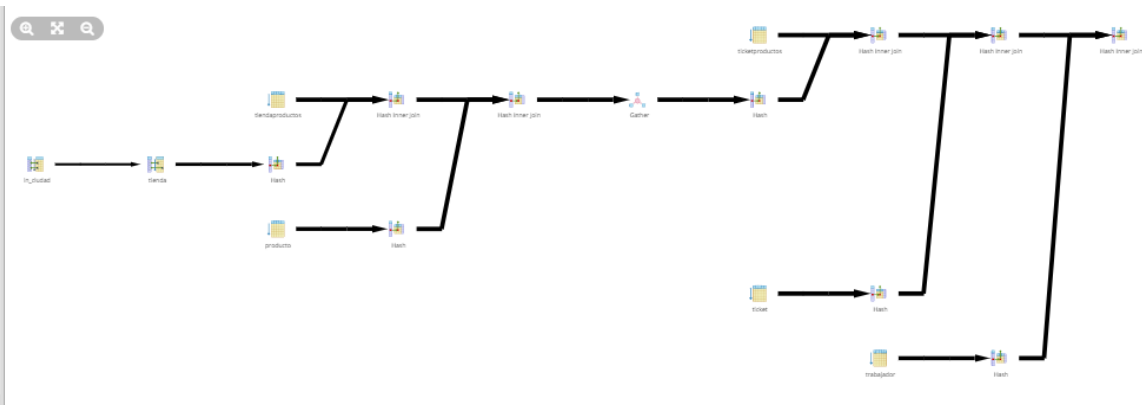 ticketproductos
Hash Inner Join
Hash Inner Join
Hash Inner Join
tiendaproductos
Hash Inner Join
Hash Inner Join
Gather
Hash
in_ciudad
tienda
Hash
producto
Hash
ticket
Hash
trabajador
Hash